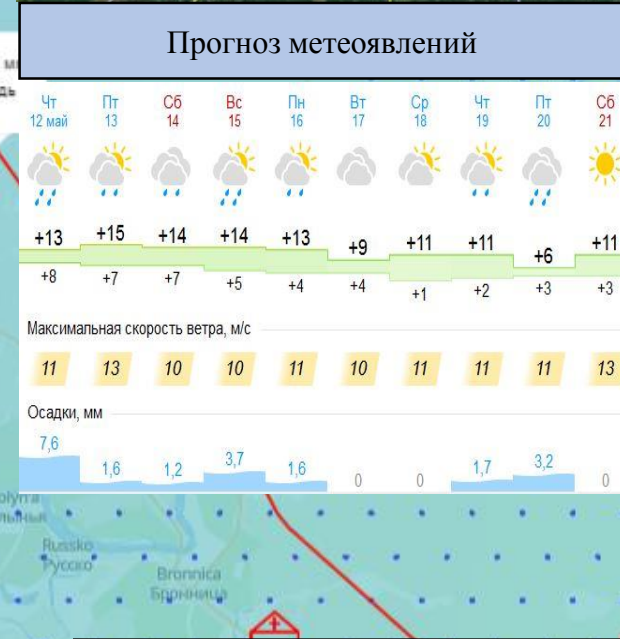 Прогноз метеоявлений
Чт Пт Сб Вс Пн Вт Ср Чт Пт Сб
12 май 13 14 15 16 17 18 19 20 21
+13 +15 +14 +14 +13 +9 +11 +11 +6 +11
+8 +7 +7 +5 +4 +4 +1 +2 +3 +3
Максимальная скорость ветра, м/с
11 13 10 10 11 10 11 11 11 13
Осадки, мм
7,6 1,6 1,2 3,7 1,6 0 0 1,7 3,2 0
Russko
Русско
Bronnica
Бронница